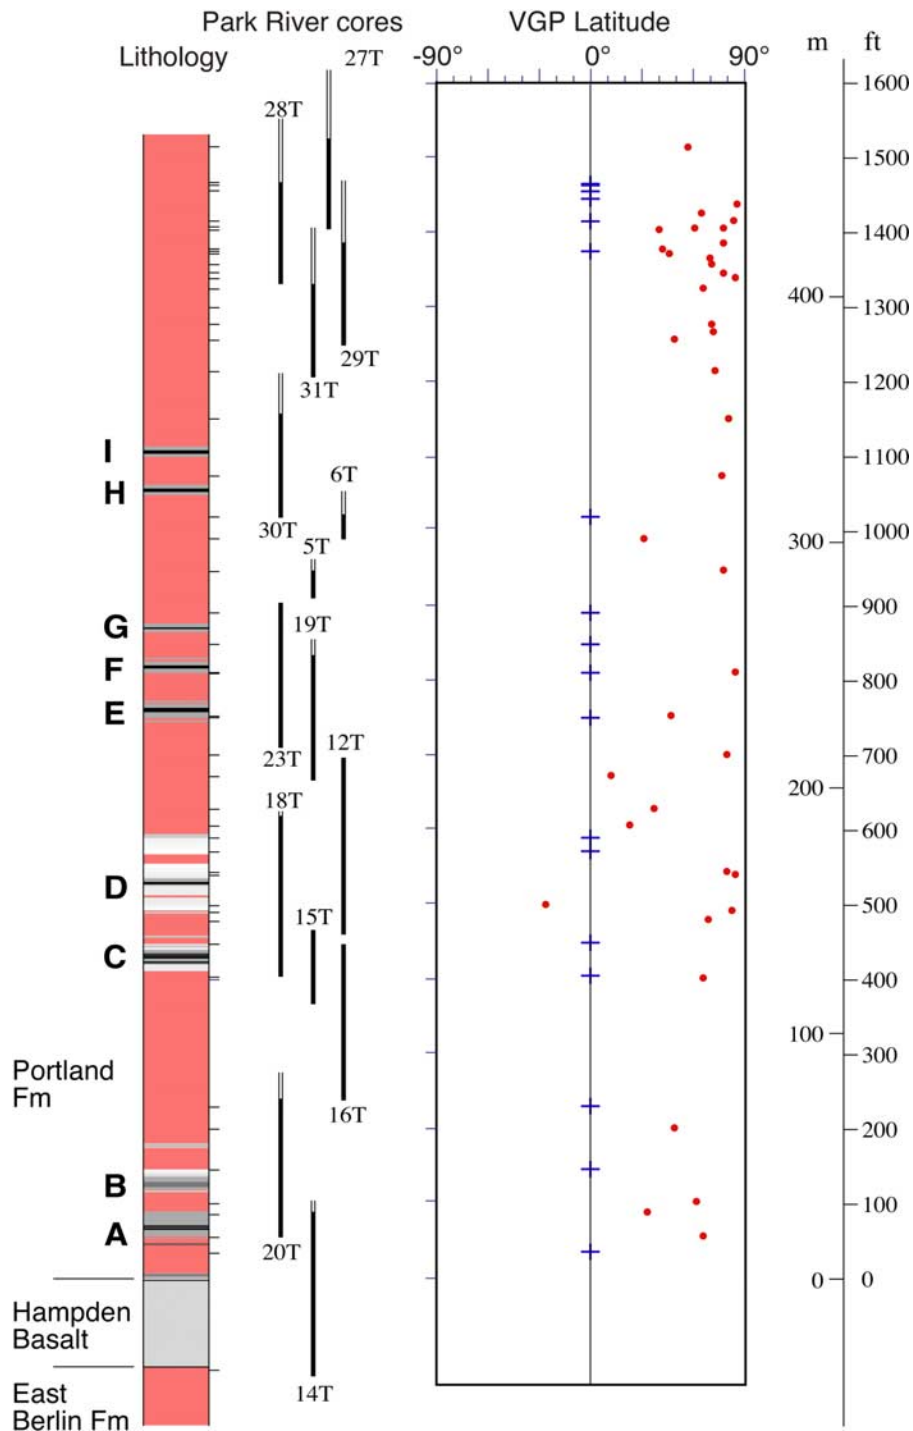 Park River cores
VGP Latitude
Lithology
27T
-90°
0°
90°
m
ft
28T
1600
1500
1400
400
1300
29T
31T
1200
I
1100
6T
H
30T
1000
300
5T
900
G
19T
F
800
E
12T
23T
700
200
18T
600
D
15T
500
C
400
100
Portland
Fm
300
16T
200
B
100
A
20T
0
0
Hampden
Basalt
14T
East
Berlin Fm